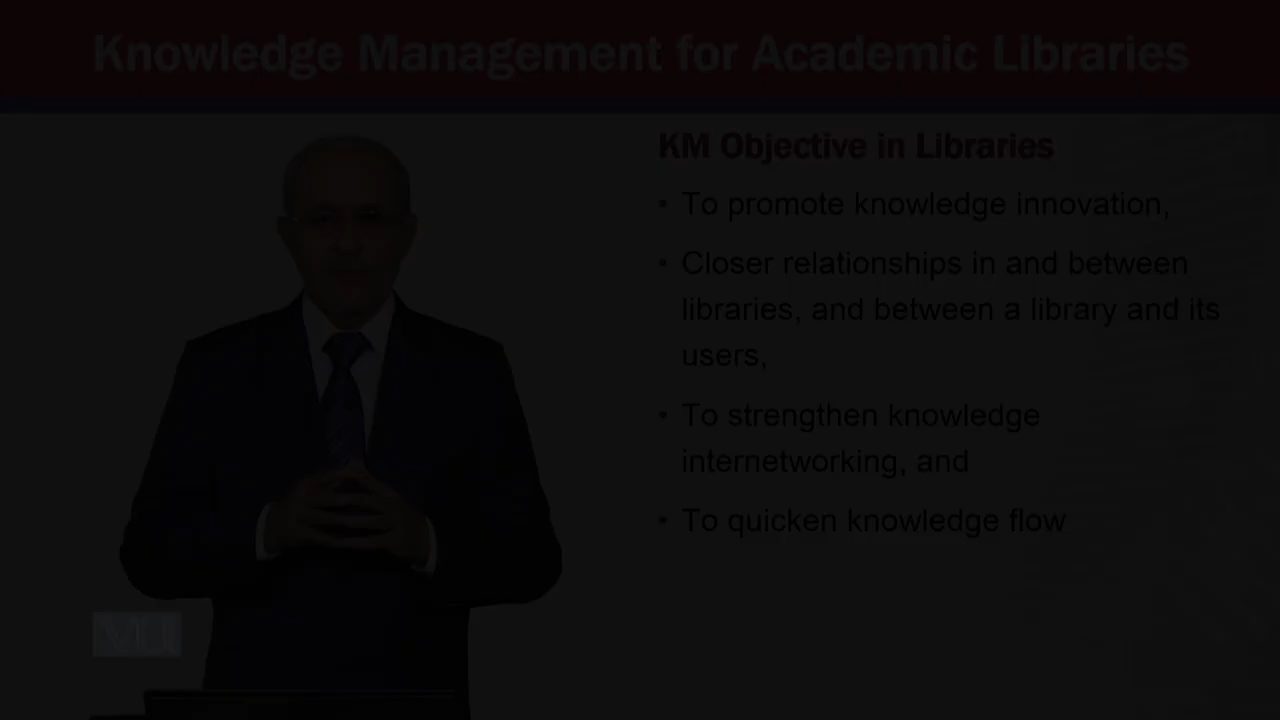 Knowledge Management for Academic Libraries
KM Objective in Libraries
• To promote knowledge innovation,
• Closer relationships in and between
libraries, and between a library and its
users,
• To strengthen knowledge
internetworking, and
• To quicken knowledge flow
VU